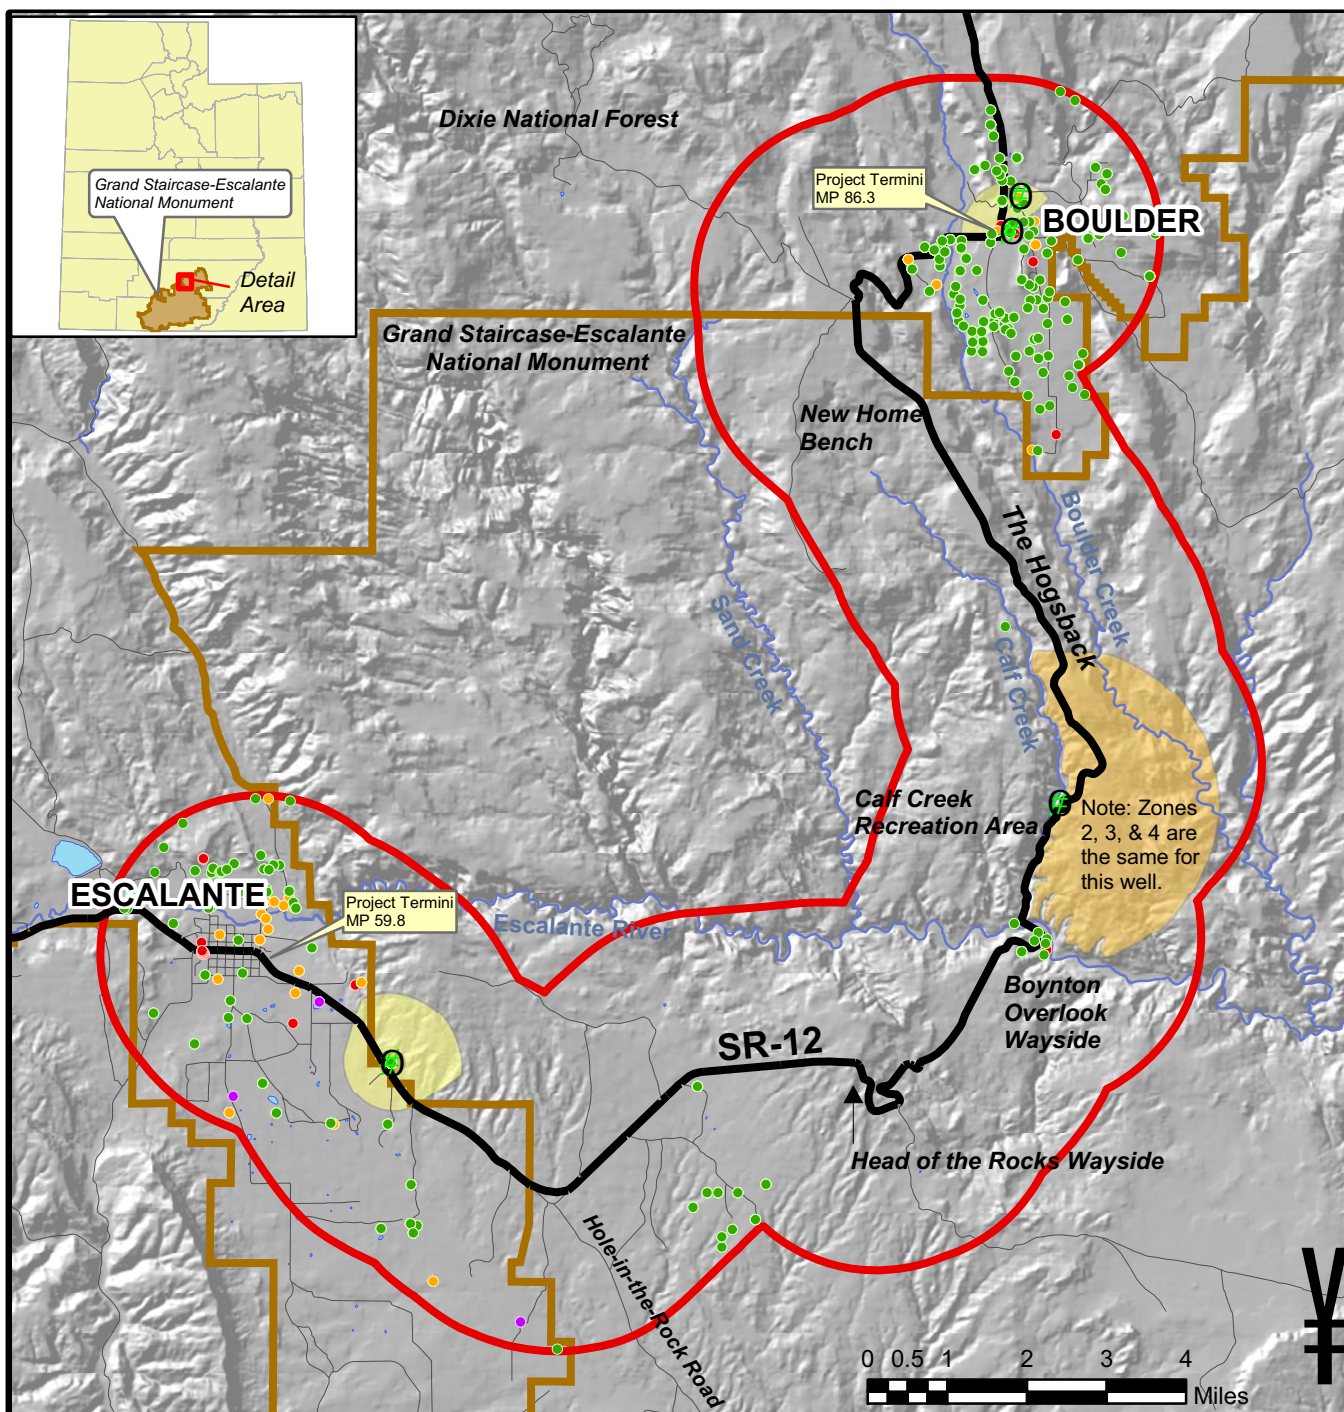 Grand Staircase-Escalante
National Monument
Detail
Area
Dixie National Forest
Project Termini
MP 86.3
BOULDER
Grand Staircase-Escalante
National Monument
New Home
Bench
The Hogsback
Boulder Creek
Sand Creek
Calf Creek
Calf Creek
Recreation Area
Note: Zones
2, 3, & 4 are
the same for
this well.
ESCALANTE
Project Termini
MP 59.8
Escalante River
Boynton
Overlook
Wayside
SR-12
Head of the Rocks Wayside
Hole-in-the-Rock Road
0 0.5 1 2 3 4
Miles